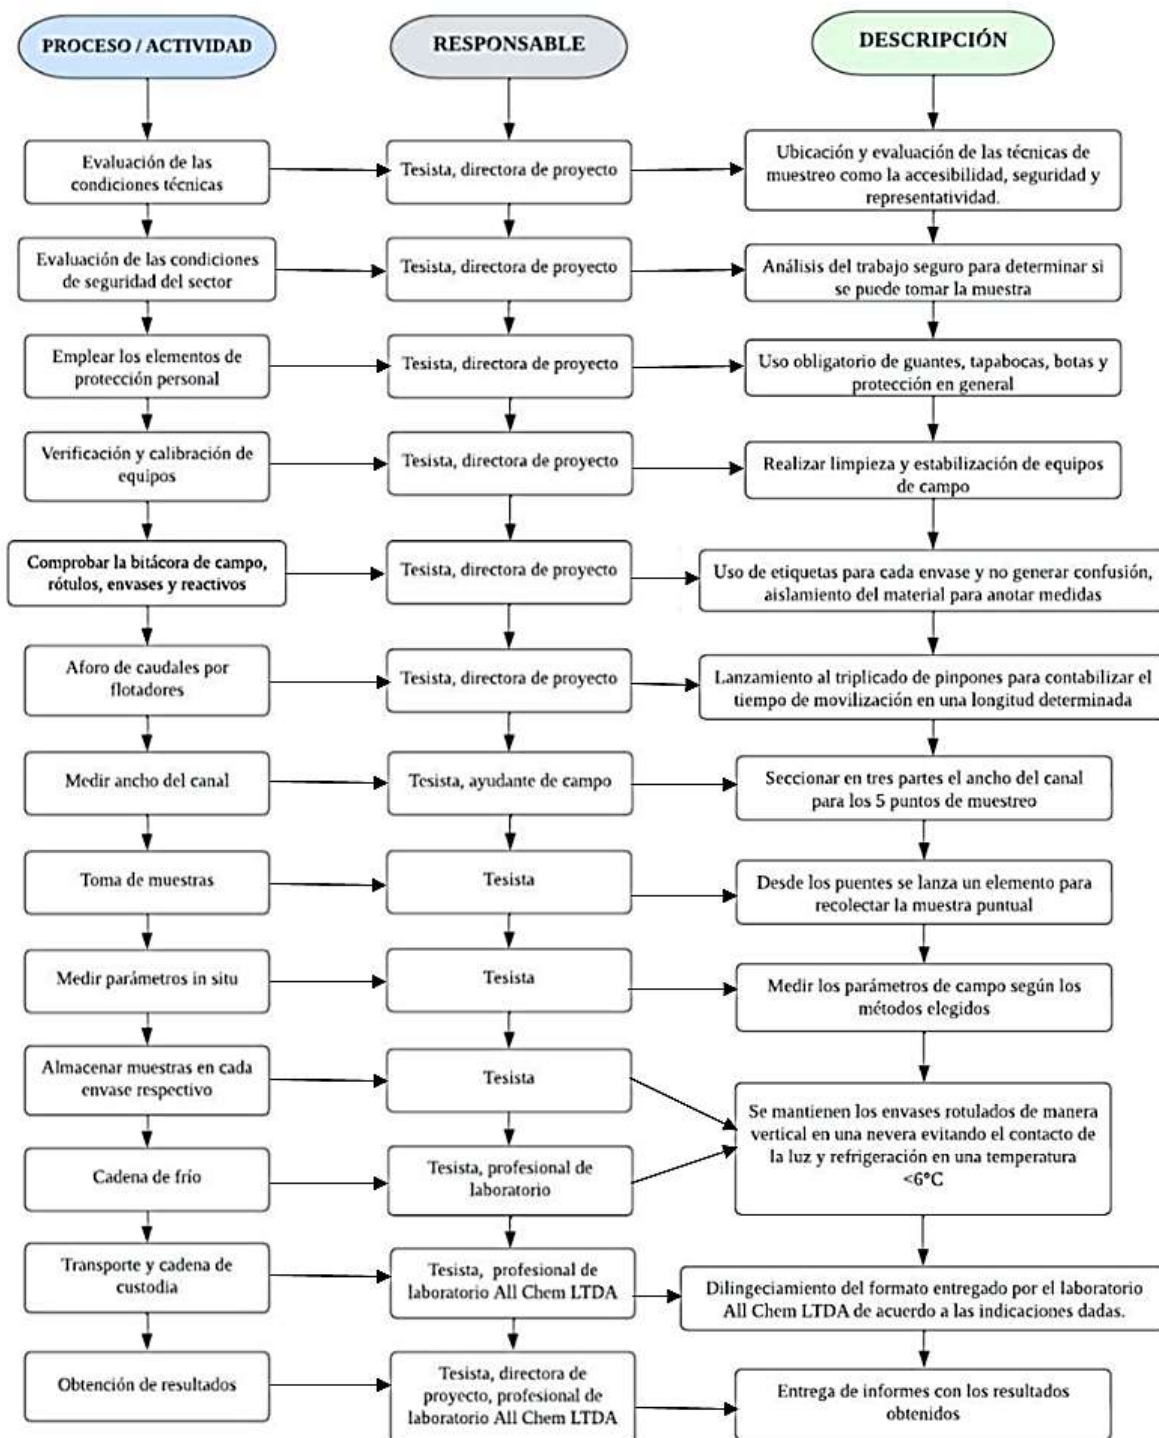 PROCESO / ACTIVIDAD
RESPONSABLE
DESCRIPCIÓN
Evaluación de las
condiciones técnicas
Tesista, directora de proyecto
Ubicación y evaluación de las técnicas de
muestreo como la accesibilidad, seguridad y
representatividad.
Evaluación de las condiciones
de seguridad del sector
Tesista, directora de proyecto
Análisis del trabajo seguro para determinar si
se puede tomar la muestra
Emplear los elementos de
protección personal
Tesista, directora de proyecto
Uso obligatorio de guantes, tapabocas, botas y
protección en general
Verificación y calibración de
equipos
Tesista, directora de proyecto
Realizar limpieza y estabilización de equipos
de campo
Comprobar la bitácora de campo,
rótulos, envases y reactivos
Tesista, directora de proyecto
Uso de etiquetas para cada envase y no generar confusión,
aislamiento del material para anotar medidas
Aforo de caudales por
flotadores
Tesista, directora de proyecto
Lanzamiento al triplicado de pinpones para contabilizar el
tiempo de movilización en una longitud determinada
Medir ancho del canal
Tesista, ayudante de campo
Seccionar en tres partes el ancho del canal
para los 5 puntos de muestreo
Toma de muestras
Tesista
Desde los puentes se lanza un elemento para
recolectar la muestra puntual
Medir parámetros in situ
Tesista
Medir los parámetros de campo según los
métodos elegidos
Almacenar muestras en cada
envase respectivo
Tesista
Se mantienen los envases rotulados de manera
vertical en una nevera evitando el contacto de
la luz y refrigeración en una temperatura
<6°C
Cadena de frío
Tesista, profesional de
laboratorio
Transporte y cadena de
custodia
Tesista, profesional de
laboratorio All Chem LTDA
Dilingeciamiento del formato entregado por el laboratorio
All Chem LTDA de acuerdo a las indicaciones dadas.
Obtención de resultados
Tesista, directora de
proyecto, profesional de
laboratorio All Chem LTDA
Entrega de informes con los resultados
obtenidos